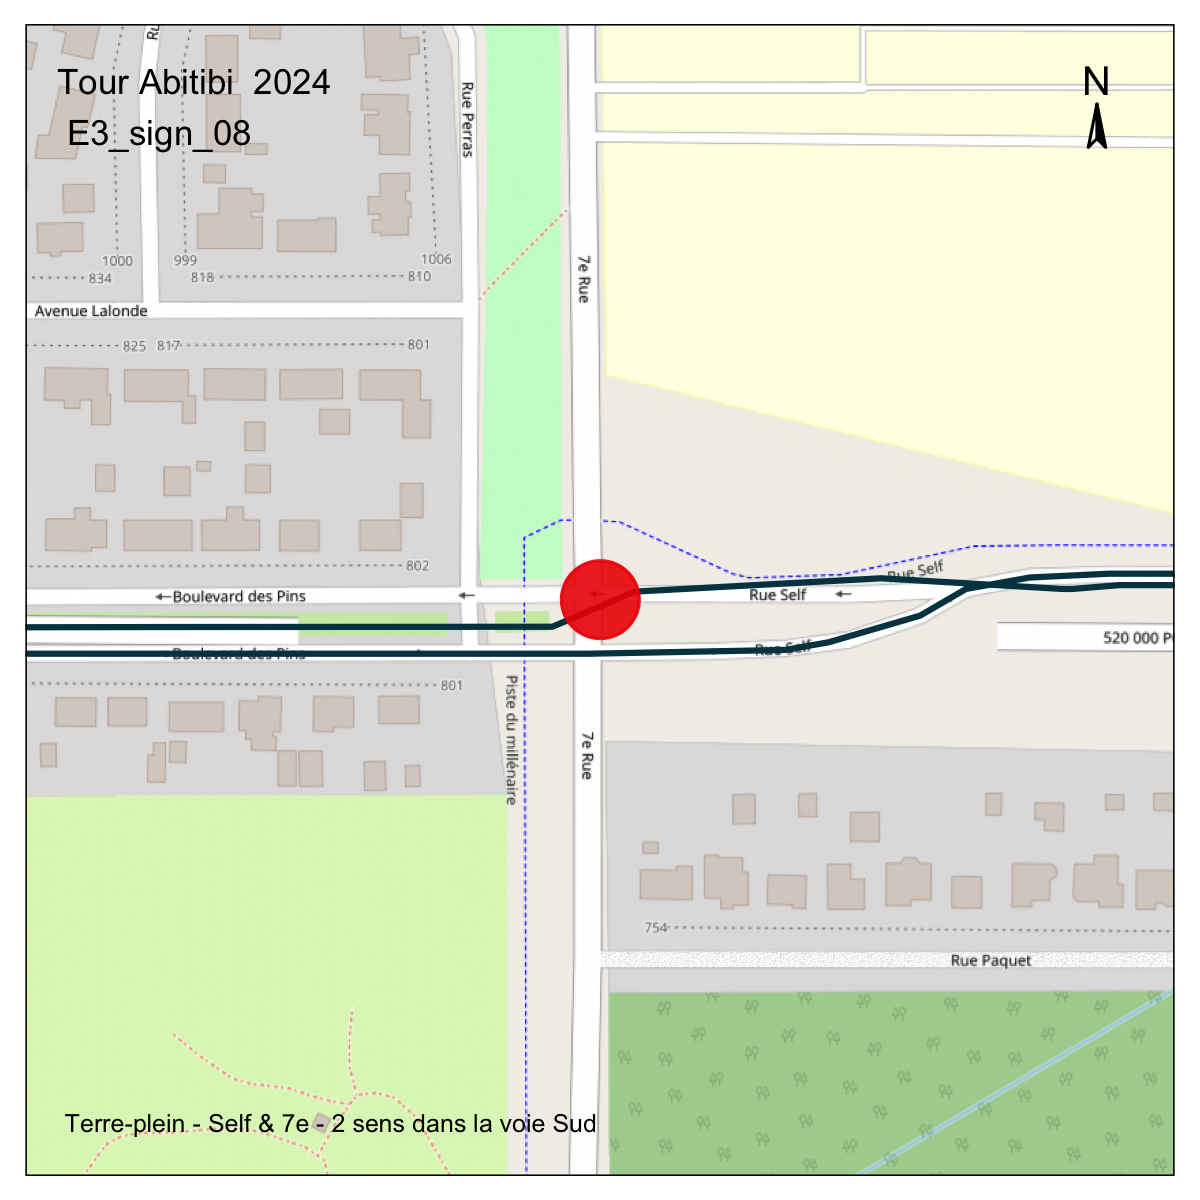 Ru
Tour Abitibi  2024
N
E3_sign_08
Rue Perras
1000
999
1006
834
818
810
7e Rue
Avenue Lalonde
825
817
801
802
Rue Self
Boulevard des Pins
Rue Self
520 000 P
Boulevard des Pins
Rue Self
801
Piste du millénaire
7e Rue
754
Rue Paquet
Terre-plein - Self & 7e - 2 sens dans la voie Sud